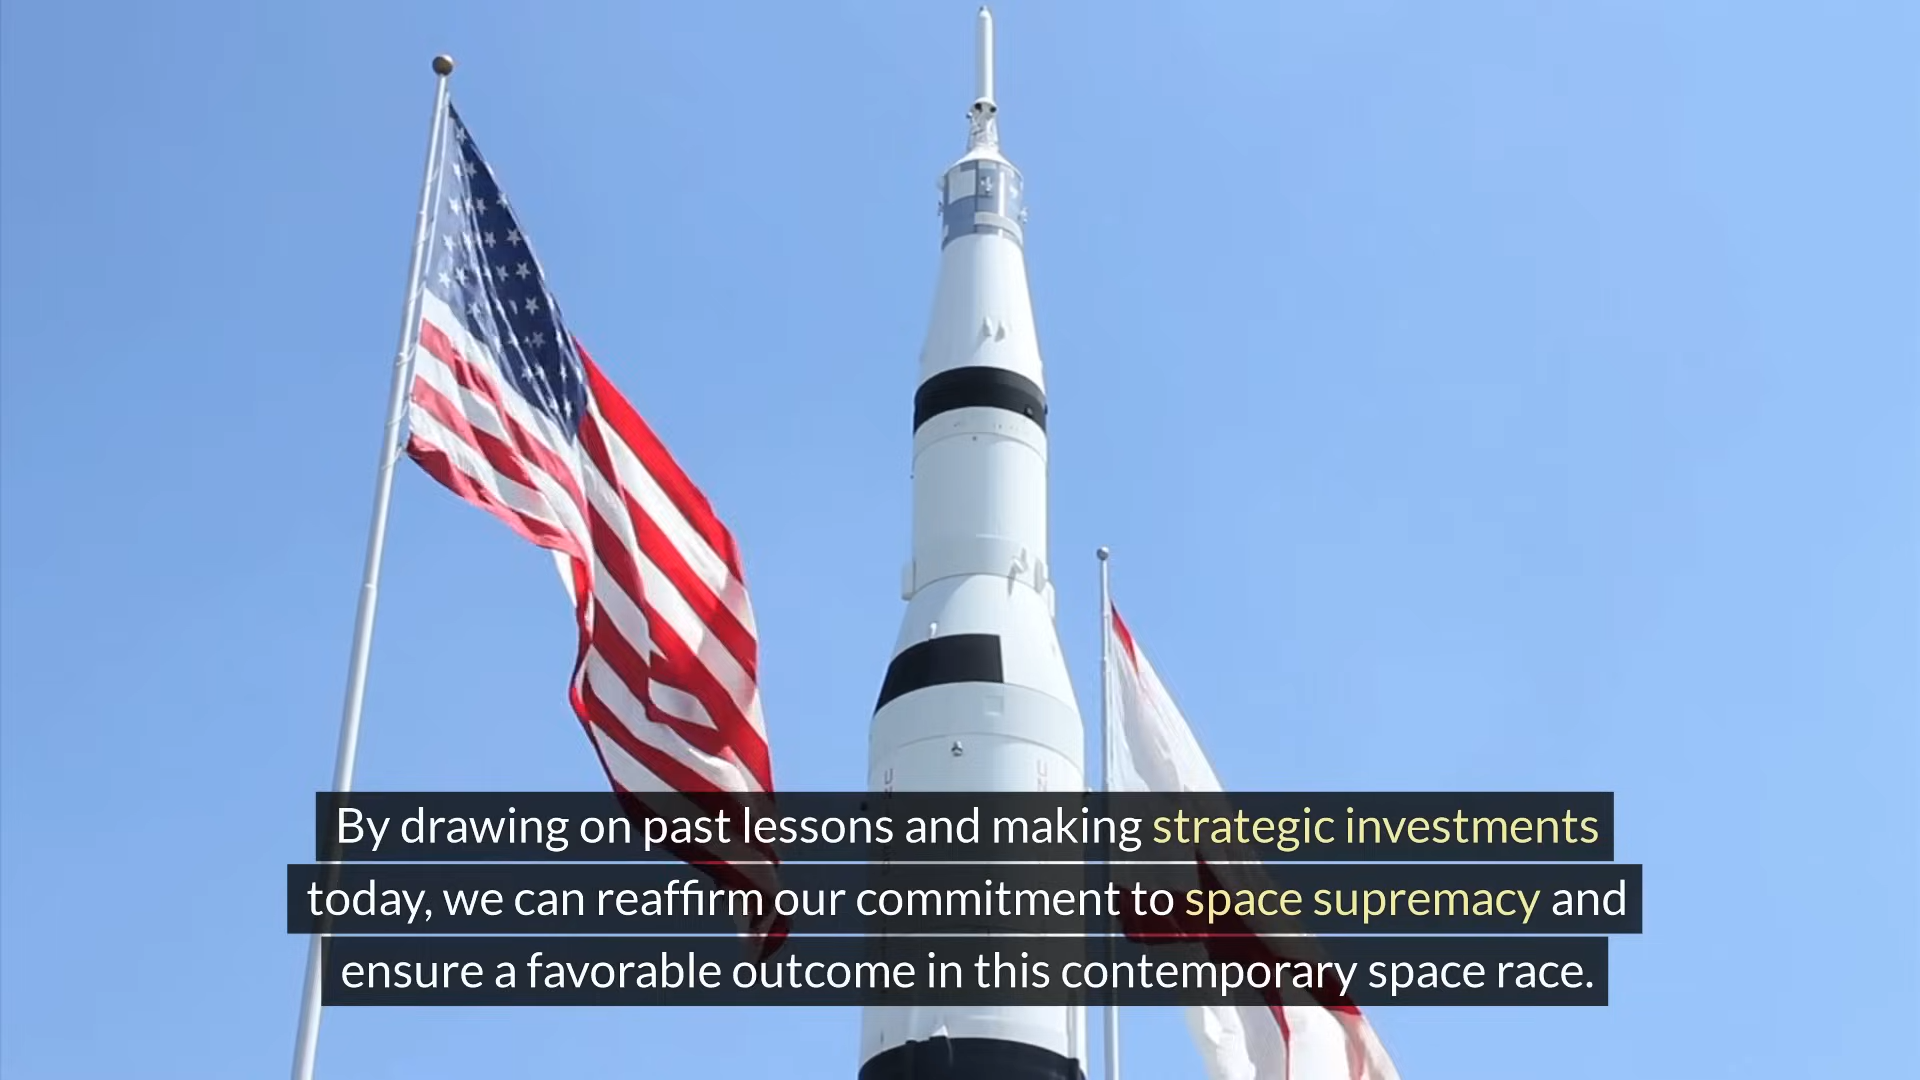 By drawing on past lessons and making strategic investments
today, we can reaffirm our commitment to space supremacy and
ensure a favorable outcome in this contemporary space race.